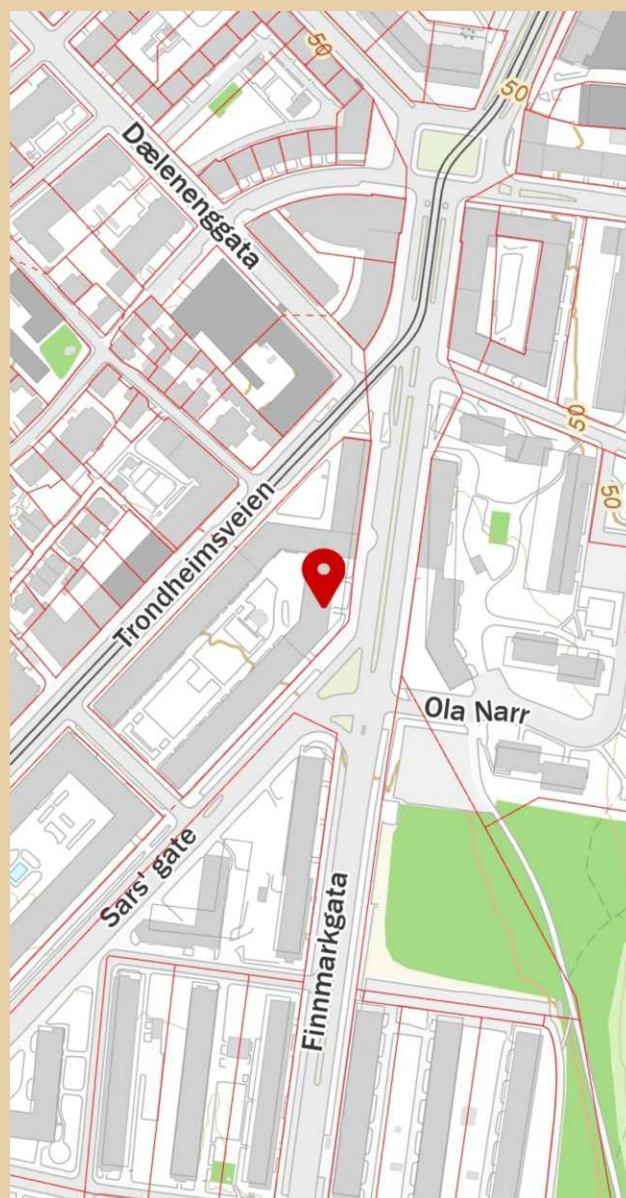 50
50
Dælenenggata
50
50
Trondheimsveien
Ola Narr
Sars' gate
Finnmarkgata